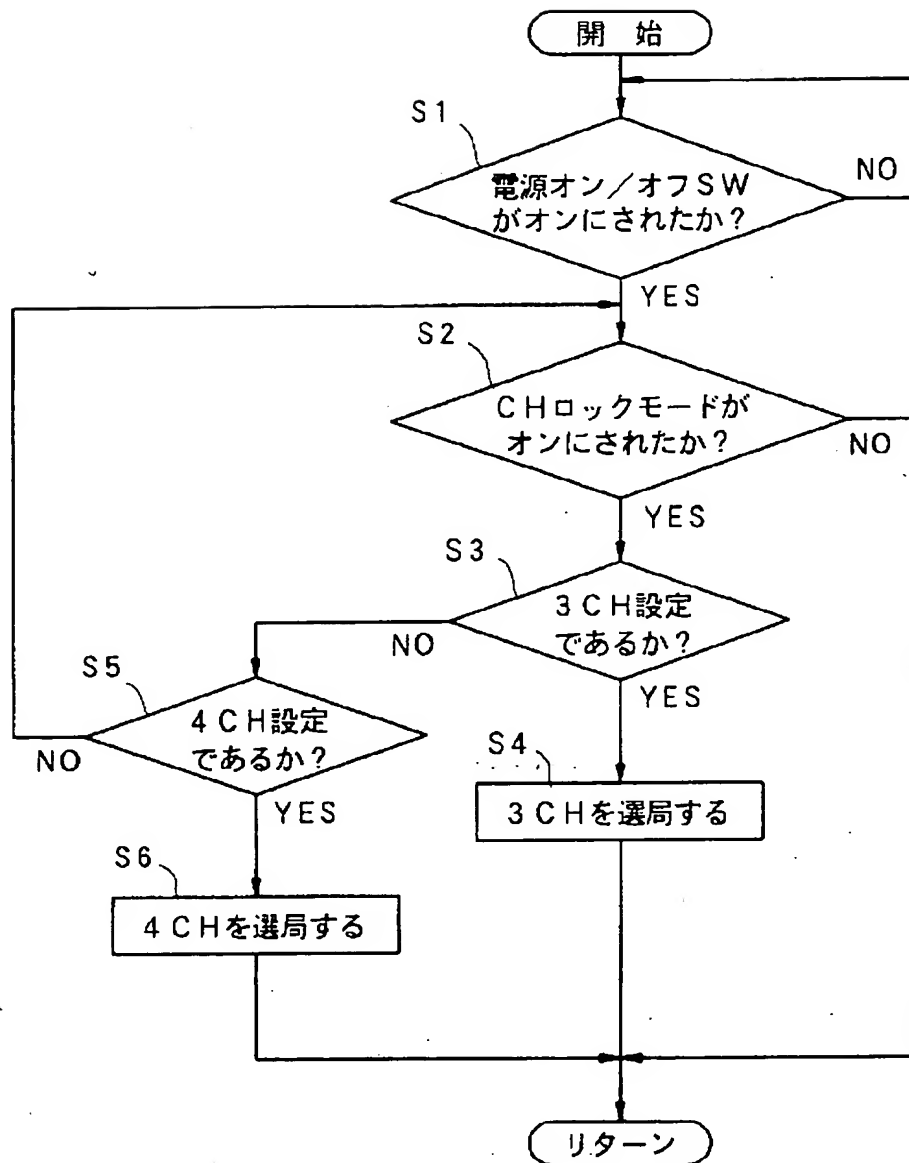 開 始
S1
電源オン/オフSW
がオンにされたか?
NO
YES
S2
CHロックモードが
オンにされたか?
NO
YES
S3
3CH設定
であるか?
NO
YES
S5
4CH設定
であるか?
NO
YES
S4
3CHを選局する
S6
4CHを選局する
リターン